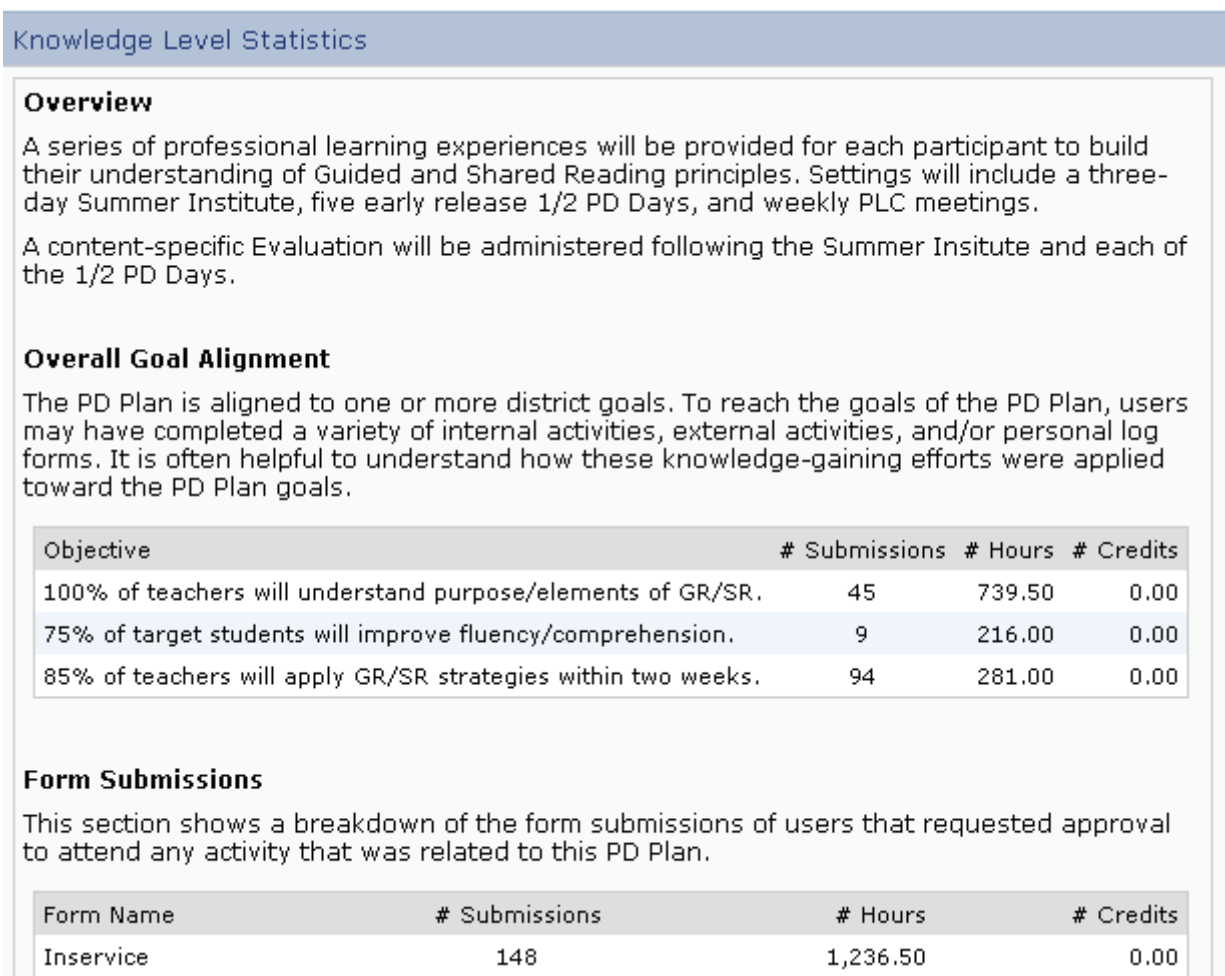 Knowledge Level Statistics
Overview
A series of professional learning experiences will be provided for each participant to build
their understanding of Guided and Shared Reading principles. Settings will include a three-
day Summer Institute, five early release 1/2 PD Days, and weekly PLC meetings.
A content-specific Evaluation will be administered following the Summer Insitute and each of
the 1/2 PD Days.
Overall Goal Alignment
The PD Plan is aligned to one or more district goals. To reach the goals of the PD Plan, users
may have completed a variety of internal activities, external activities, and/or personal log
forms. It is often helpful to understand how these knowledge-gaining efforts were applied
toward the PD Plan goals.
Objective # Submissions # Hours # Credits
100% of teachers will understand purpose/elements of GR/SR. 45 739.50 0.00
75% of target students will improve fluency/comprehension. 9 216.00 0.00
85% of teachers will apply GR/SR strategies within two weeks. 94 281.00 0.00
Form Submissions
This section shows a breakdown of the form submissions of users that requested approval
to attend any activity that was related to this PD Plan.
Form Name # Submissions # Hours # Credits
Inservice 148 1,236.50 0.00